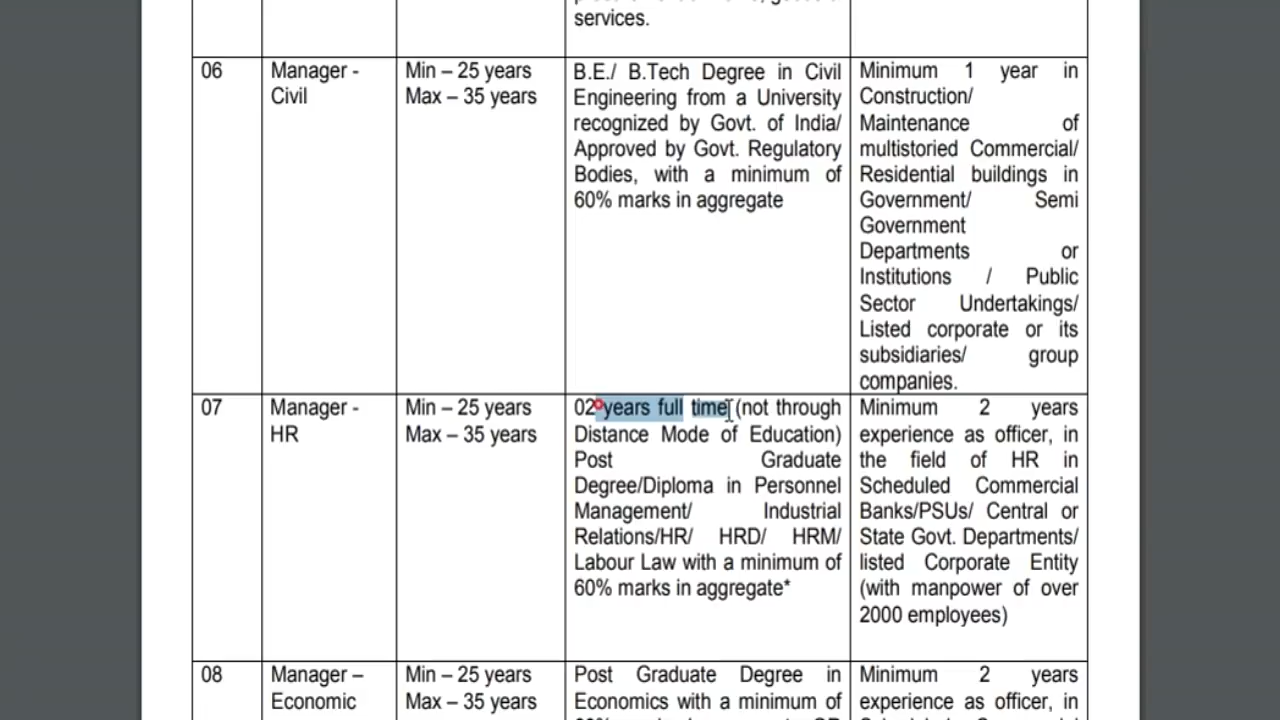 services.
06
Manager -
Civil
Min – 25 years
Max – 35 years
B.E./ B.Tech Degree in Civil
Engineering from a University
recognized by Govt. of India/
Approved by Govt. Regulatory
Bodies, with a minimum of
60% marks in aggregate
Minimum 1 year in
Construction/
Maintenance of
multistoried Commercial/
Residential buildings in
Government/ Semi
Government
Departments or
Institutions / Public
Sector Undertakings/
Listed corporate or its
subsidiaries/ group
companies.
07
Manager -
HR
Min – 25 years
Max – 35 years
02 years full time (not through
Distance Mode of Education)
Post Graduate
Degree/Diploma in Personnel
Management/ Industrial
Relations/HR/ HRD/ HRM/
Labour Law with a minimum of
60% marks in aggregate*
Minimum 2 years
experience as officer, in
the field of HR in
Scheduled Commercial
Banks/PSUs/ Central or
State Govt. Departments/
listed Corporate Entity
(with manpower of over
2000 employees)
08
Manager –
Economic
Min – 25 years
Max – 35 years
Post Graduate Degree in
Economics with a minimum of
Minimum 2 years
experience as officer, in